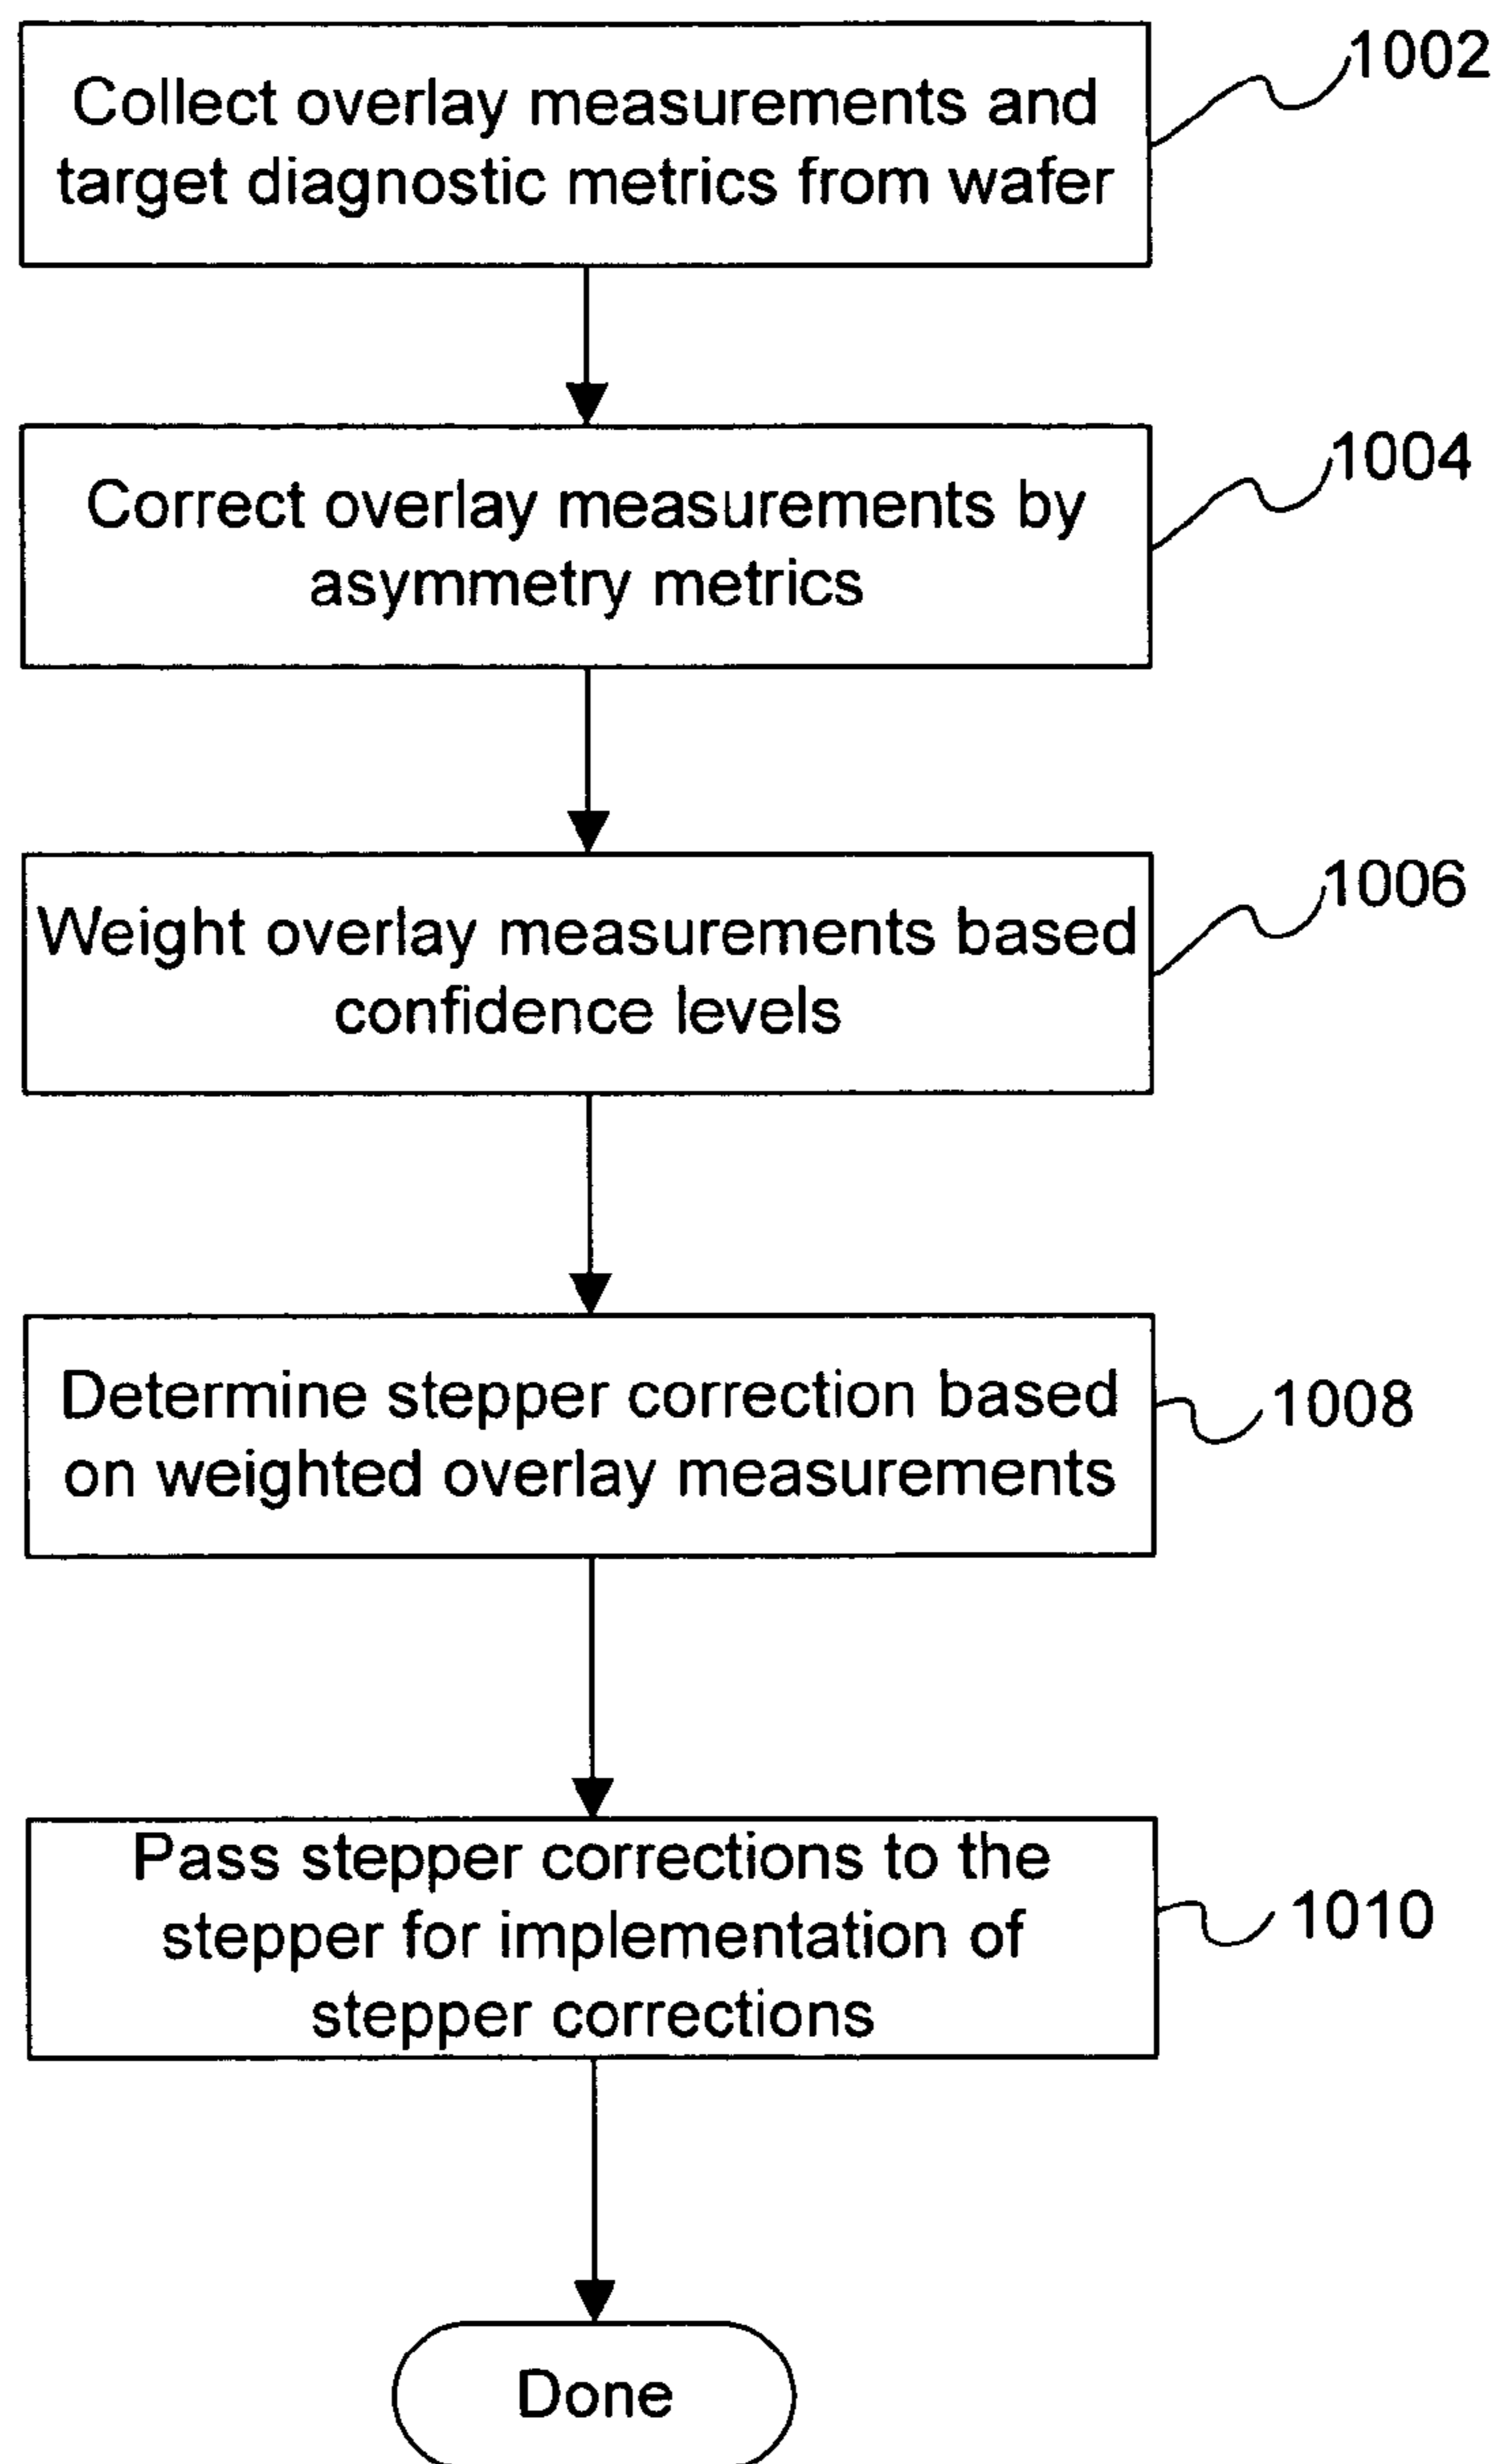 1002
Collect overlay measurements and
target diagnostic metrics from wafer
1004
Correct overlay measurements by
asymmetry metrics
1006
Weight overlay measurements based
confidence levels
1008
Determine stepper correction based
on weighted overlay measurements
1010
Pass stepper corrections to the
stepper for implementation of
stepper corrections
Done